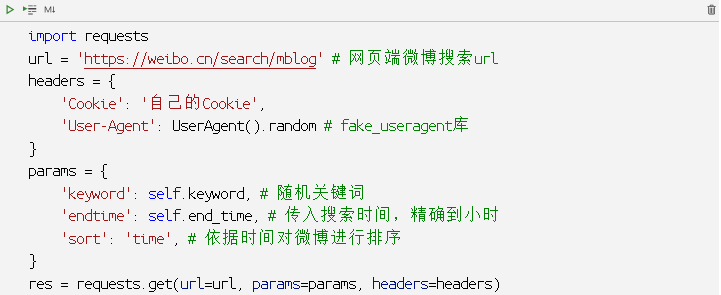 M↓
import requests
url = 'https://weibo.cn/search/mblog' # 网页端微博搜索url
headers = {
    'Cookie': '自己的Cookie',
    'User-Agent': UserAgent().random # fake_useragent库
}
params = {
    'keyword': self.keyword, # 随机关键词
    'endtime': self.end_time, # 传入搜索时间，精确到小时
    'sort': 'time', # 依据时间对微博进行排序
}
res = requests.get(url=url, params=params, headers=headers)